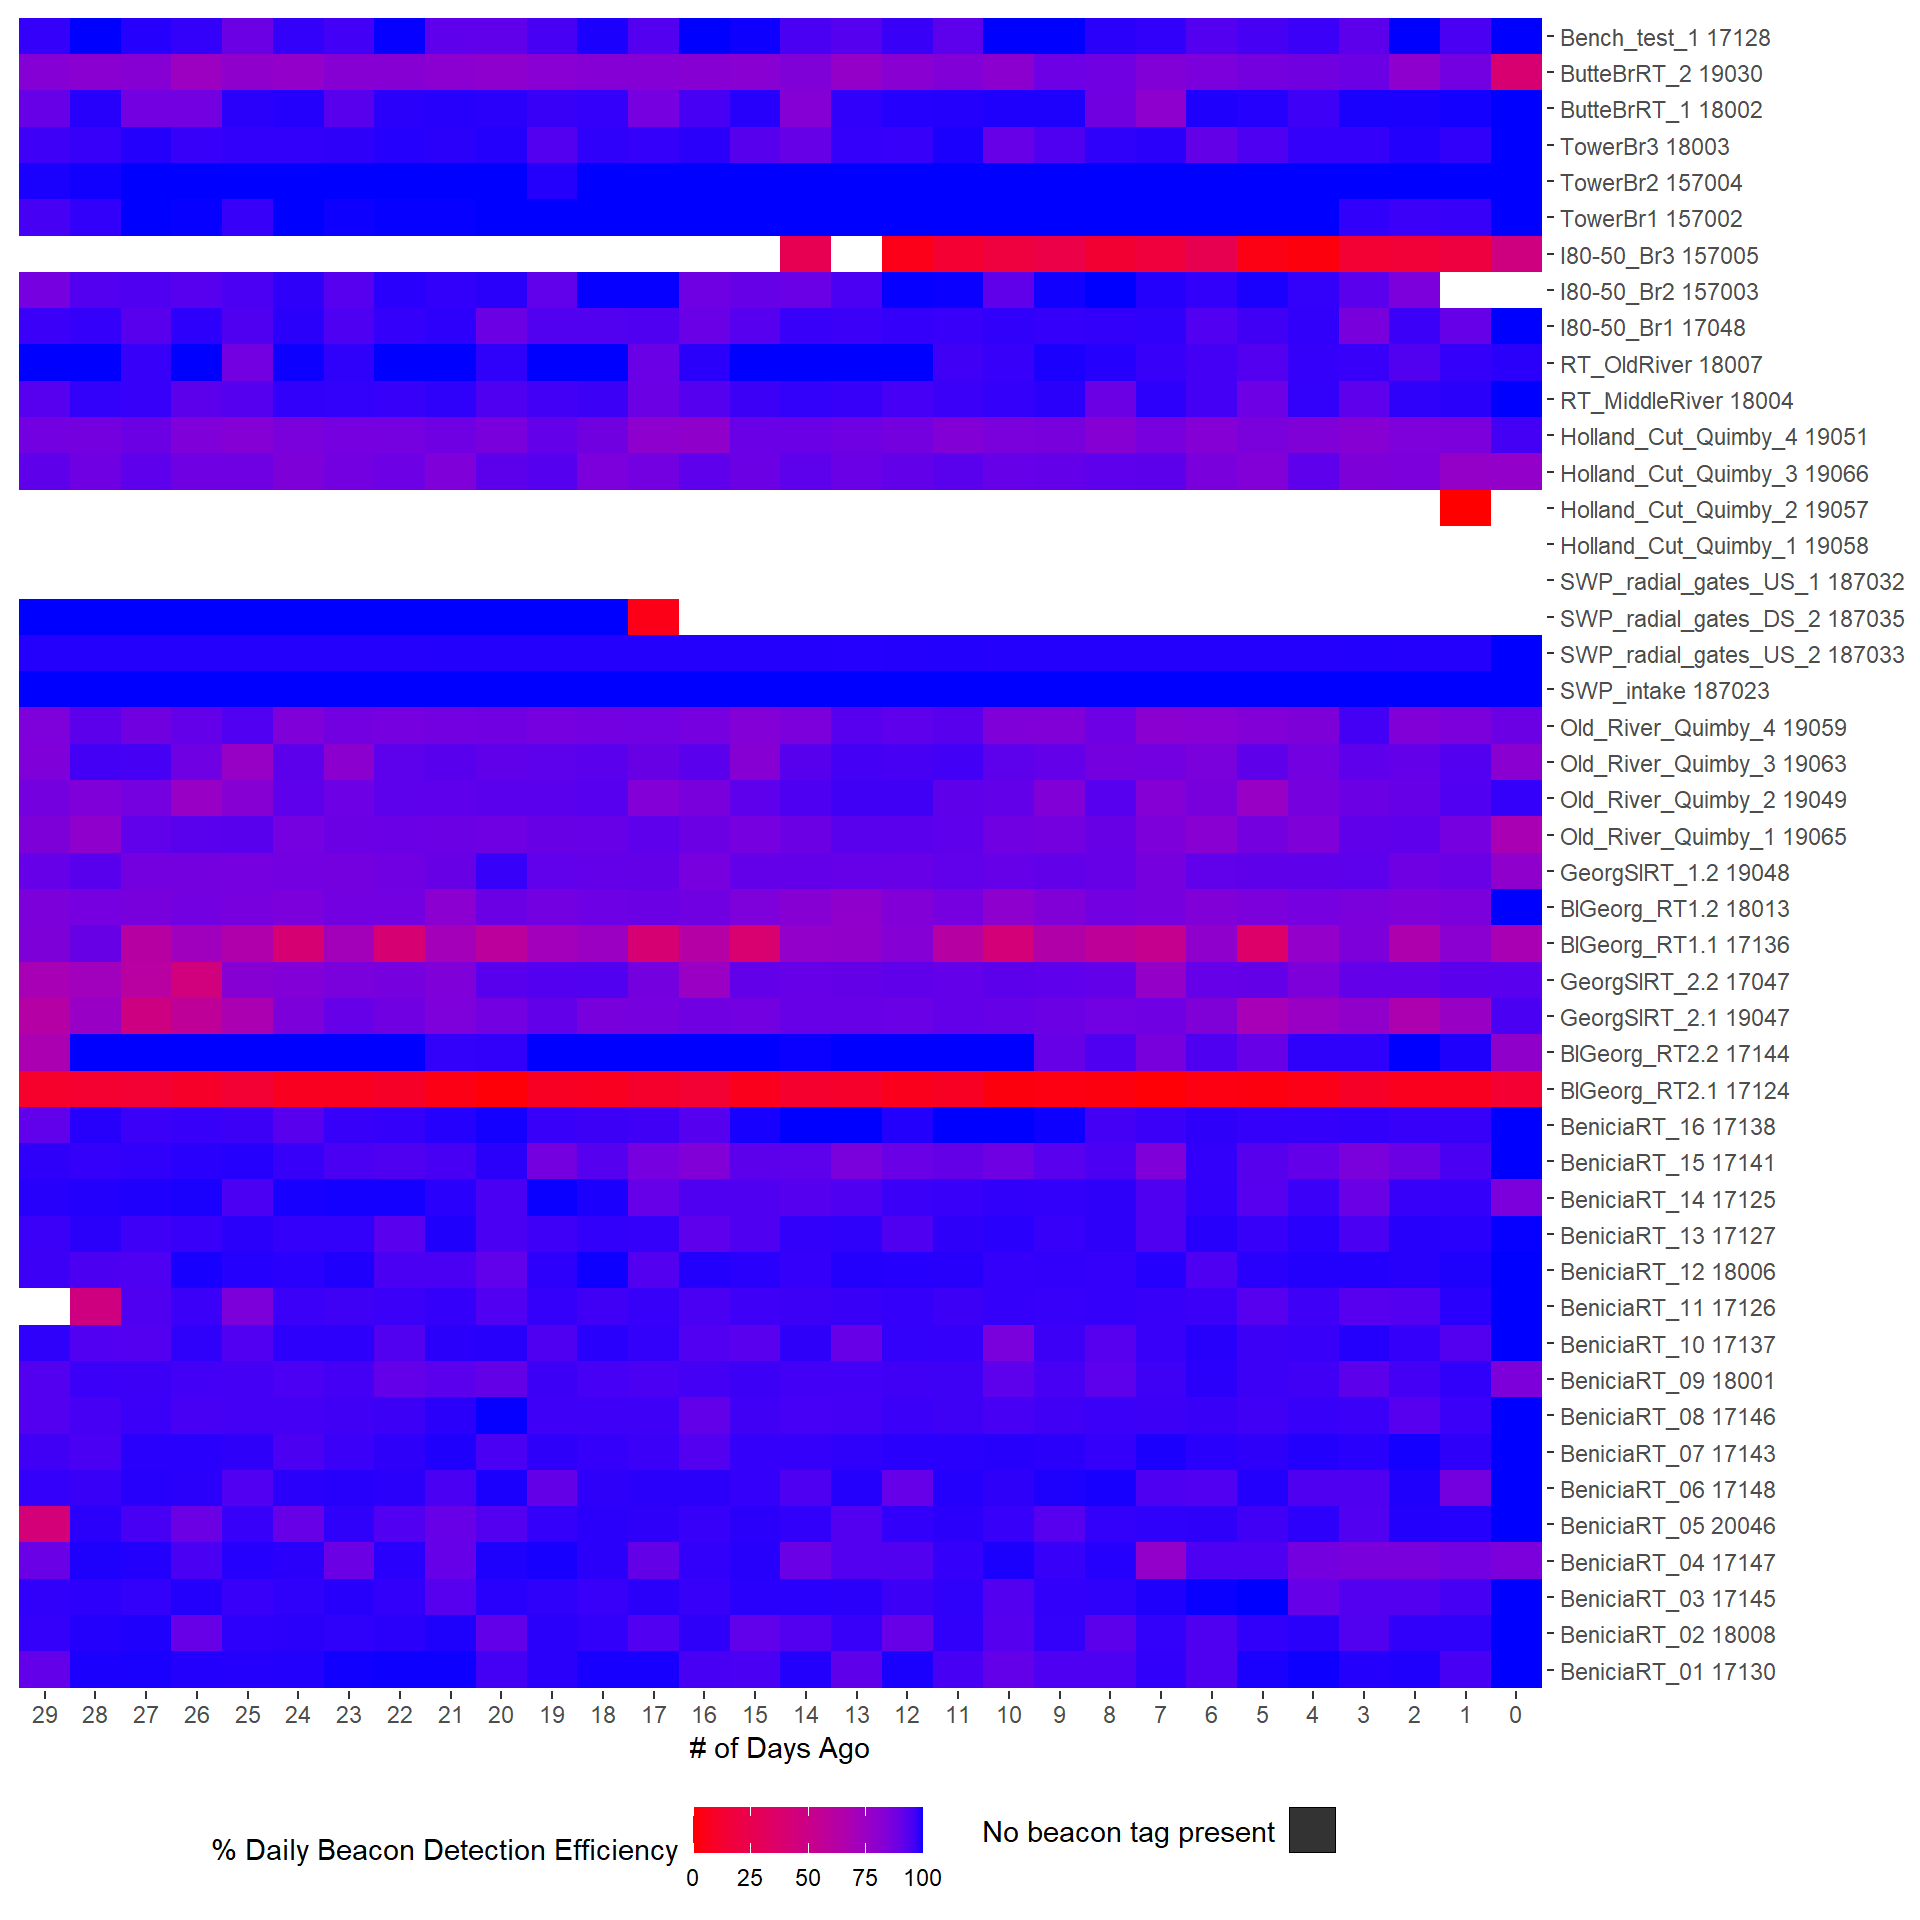 Bench_test_1 17128
ButteBrRT_2 19030
ButteBrRT_1 18002
TowerBr3 18003
TowerBr2 157004
TowerBr1 157002
I80-50_Br3 157005
I80-50_Br2 157003
I80-50_Br1 17048
RT_OldRiver 18007
RT_MiddleRiver 18004
Holland_Cut_Quimby_4 19051
Holland_Cut_Quimby_3 19066
Holland_Cut_Quimby_2 19057
Holland_Cut_Quimby_1 19058
SWP_radial_gates_US_1 187032
SWP_radial_gates_DS_2 187035
SWP_radial_gates_US_2 187033
SWP_intake 187023
Old_River_Quimby_4 19059
Old_River_Quimby_3 19063
Old_River_Quimby_2 19049
Old_River_Quimby_1 19065
GeorgSlRT_1.2 19048
BlGeorg_RT1.2 18013
BlGeorg_RT1.1 17136
GeorgSlRT_2.2 17047
GeorgSlRT_2.1 19047
BlGeorg_RT2.2 17144
BlGeorg_RT2.1 17124
BeniciaRT_16 17138
BeniciaRT_15 17141
BeniciaRT_14 17125
BeniciaRT_13 17127
BeniciaRT_12 18006
BeniciaRT_11 17126
BeniciaRT_10 17137
BeniciaRT_09 18001
BeniciaRT_08 17146
BeniciaRT_07 17143
BeniciaRT_06 17148
BeniciaRT_05 20046
BeniciaRT_04 17147
BeniciaRT_03 17145
BeniciaRT_02 18008
BeniciaRT_01 17130
29 28 27 26 25 24 23 22 21 20 19 18 17 16 15 14 13 12 11 10 9 8 7 6 5 4 3 2 1 0
# of Days Ago
% Daily Beacon Detection Efficiency
0 25 50 75 100
No beacon tag present